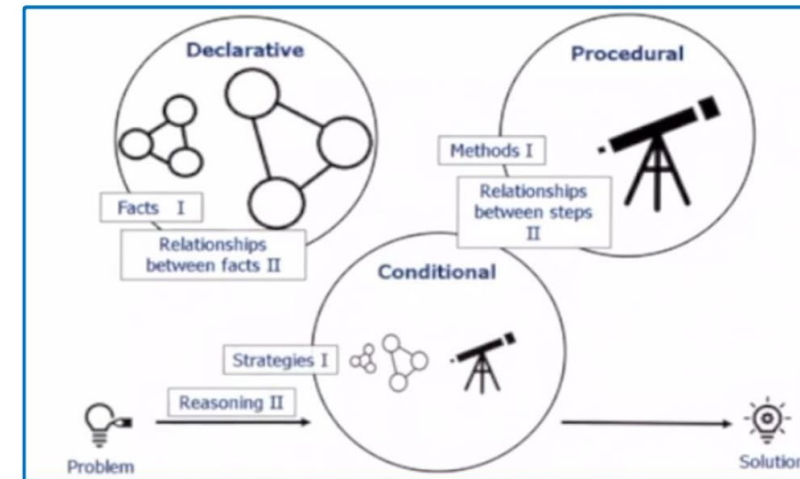 Declarative
Facts I
Relationships
between facts II
Procedural
Methods I
Relationships
between steps
II
Conditional
Strategies I
Reasoning II
Problem
Solution